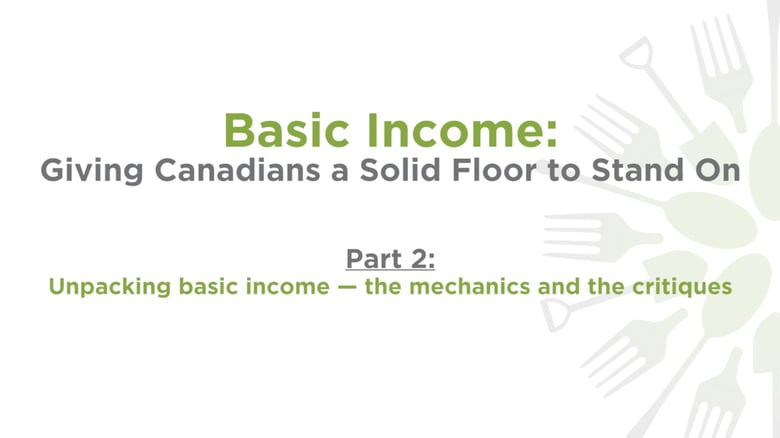 Basic Income:
Giving Canadians a Solid Floor to Stand On
Part 2:
Unpacking basic income — the mechanics and the critiques